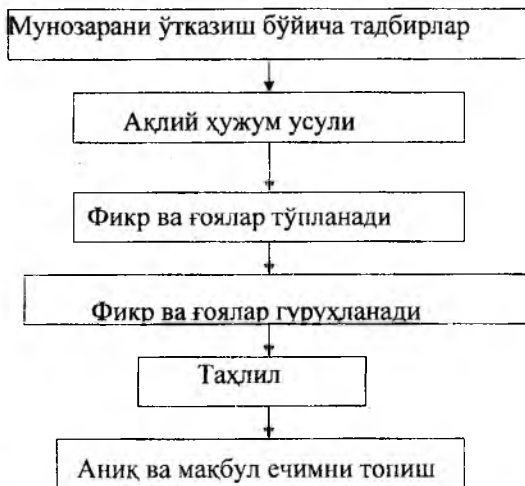 Мунозарани ўтказиш бўйича тадбирлар
Ақлий ҳужум усули
Фикр ва ғоялар тўпланади
Фикр ва ғоялар гуруҳланади
Таҳлил
Аниқ ва мақбул ечимни топиш